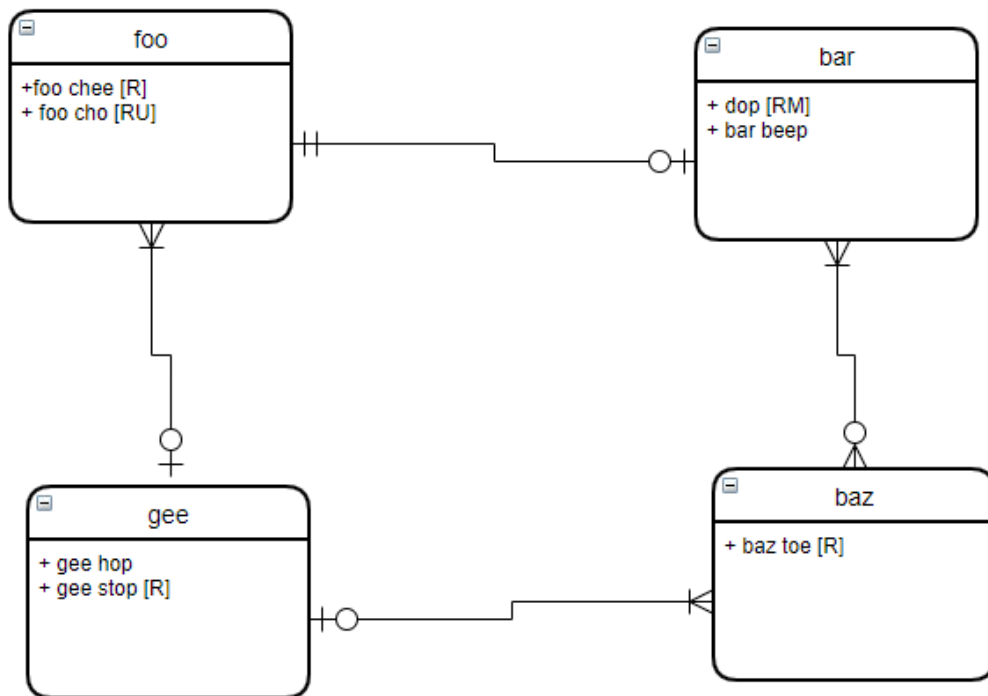 foo
+foo chee [R]
+ foo cho [RU]
bar
+ dop [RM]
+ bar beep
gee
+ gee hop
+ gee stop [R]
baz
+ baz toe [R]